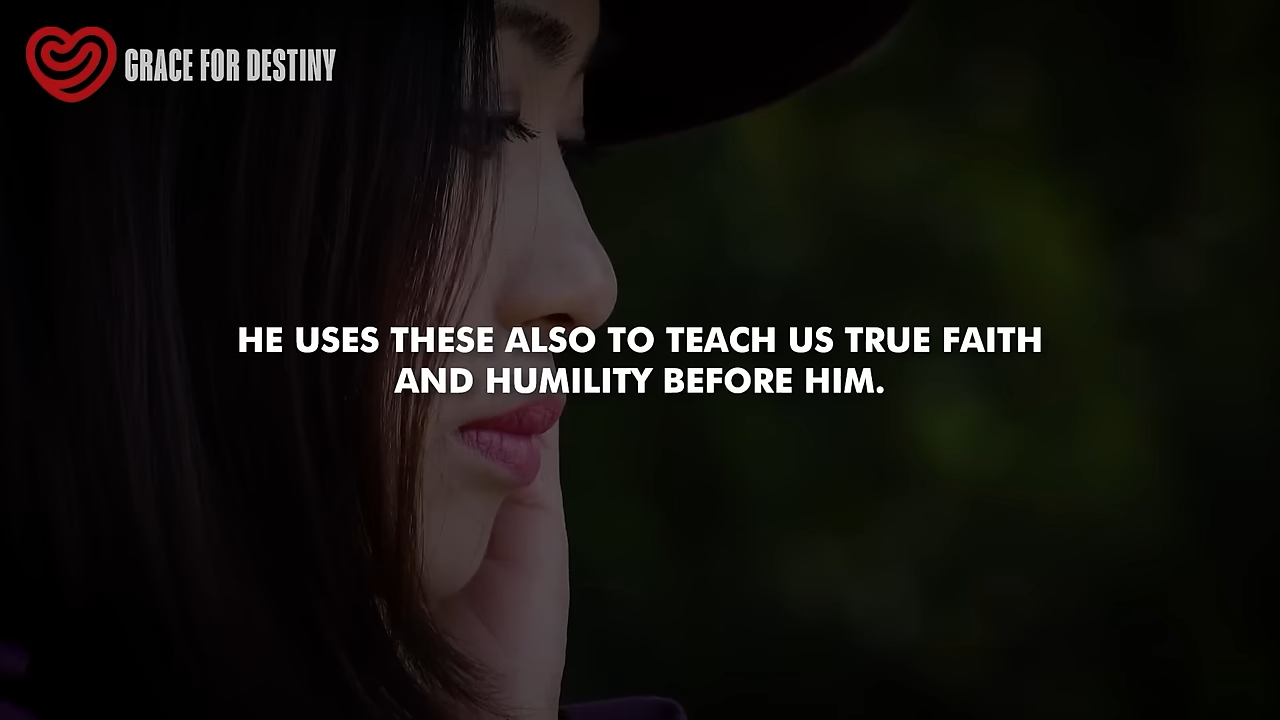 GRACE FOR DESTINY
HE USES THESE ALSO TO TEACH US TRUE FAITH
AND HUMILITY BEFORE HIM.